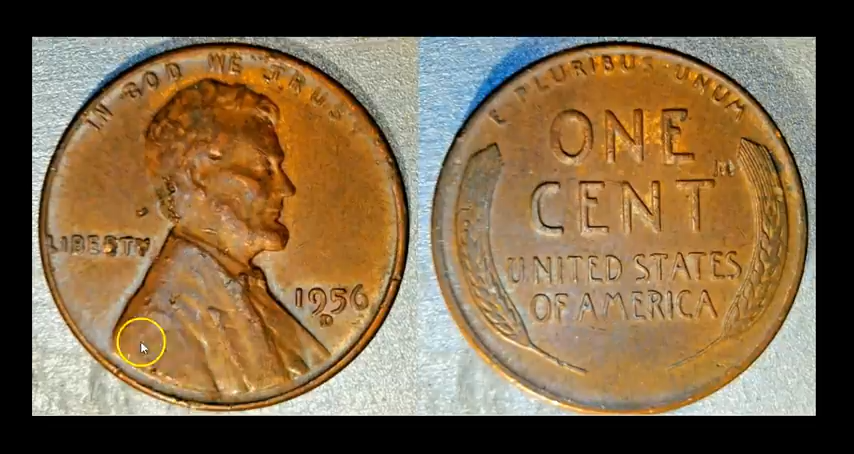 IN GOD WE TRUST
LIBERTY
1956
D
E PLURIBUS UNUM
ONE
CENT
UNITED STATES
OF AMERICA